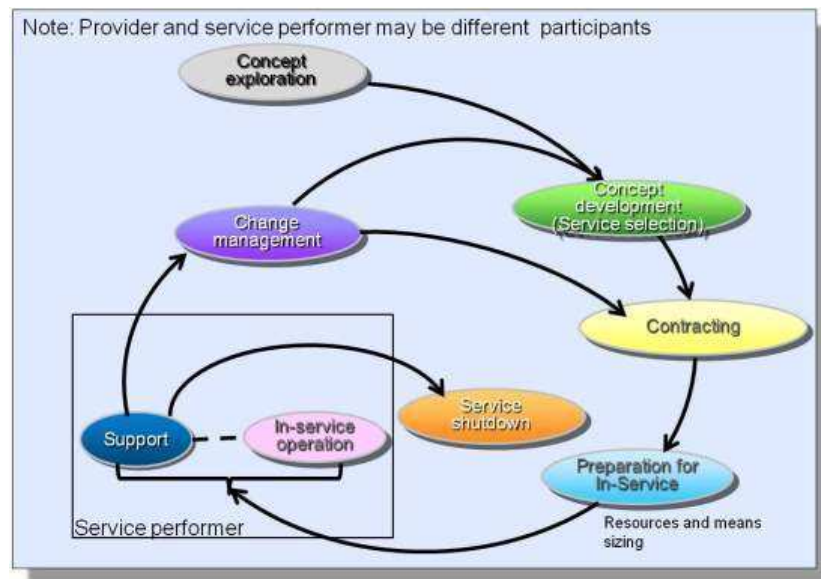 Note: Provider and service performer may be different participants
Concept
exploration
Concept
development
(Service selection)
Change
management
Contracting
Service
shutdown
Support
In-service
operation
Preparation for
In-Service
Resources and means
sizing
Service performer